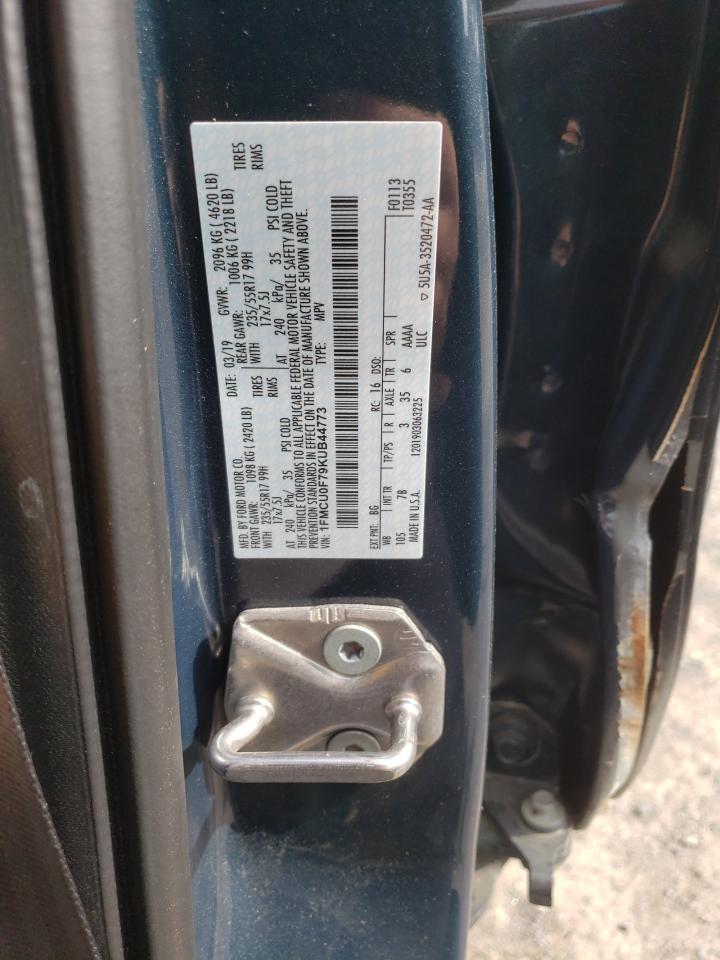 MFD. BY FORD MOTOR CO. DATE: 03/19 GVWR: 2096 KG ( 4620 LB)
FRONT GAWR: 1098 KG ( 2420 LB) REAR GAWR: 1006 KG ( 2218 LB)
WITH 235/55R17 99H TIRES WITH 235/55R17 99H TIRES
17x7.5J RIMS 17x7.5J RIMS
AT 240 kPa/ 35 PSI COLD AT 240 kPa/ 35 PSI COLD
THIS VEHICLE CONFORMS TO ALL APPLICABLE FEDERAL MOTOR VEHICLE SAFETY AND THEFT
PREVENTION STANDARDS IN EFFECT ON THE DATE OF MANUFACTURE SHOWN ABOVE.
VIN: 1FMCU0F79KUB44773 TYPE: MPV
EXT PNT: BG RC: 16 DSO: F0113
WB INT TR TP/PS R AXLE TR SPR T0355
105 7B 3 35 6 AAAA
MADE IN U.S.A. 1201903063225 ULC 5U5A-3520472-AA